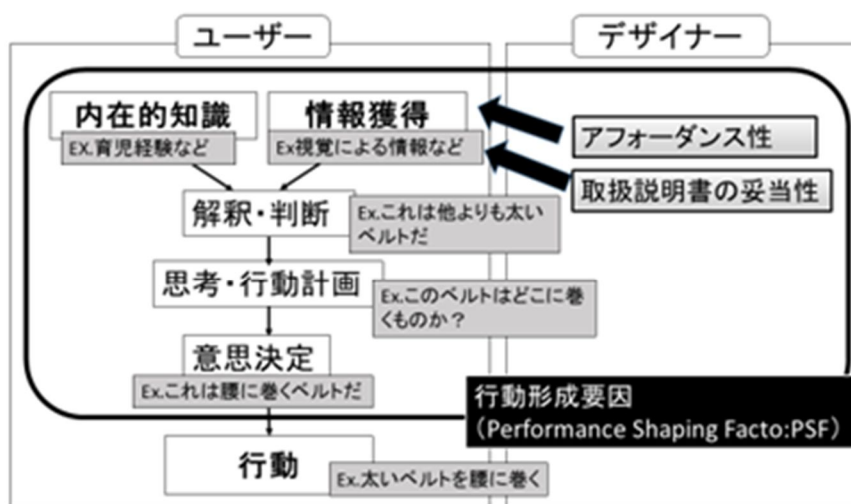 ユーザー
デザイナー
内在的知識
EX.育児経験など
情報獲得
Ex視覚による情報など
アフォーダンス性
取扱説明書の妥当性
解釈・判断
Ex.これは他よりも太い
ベルトだ
思考・行動計画
Ex.このベルトはどこに巻
くものか？
意思決定
Ex.これは腰に巻くベルトだ
行動形成要因
（Performance Shaping Facto:PSF）
行動
Ex.太いベルトを腰に巻く